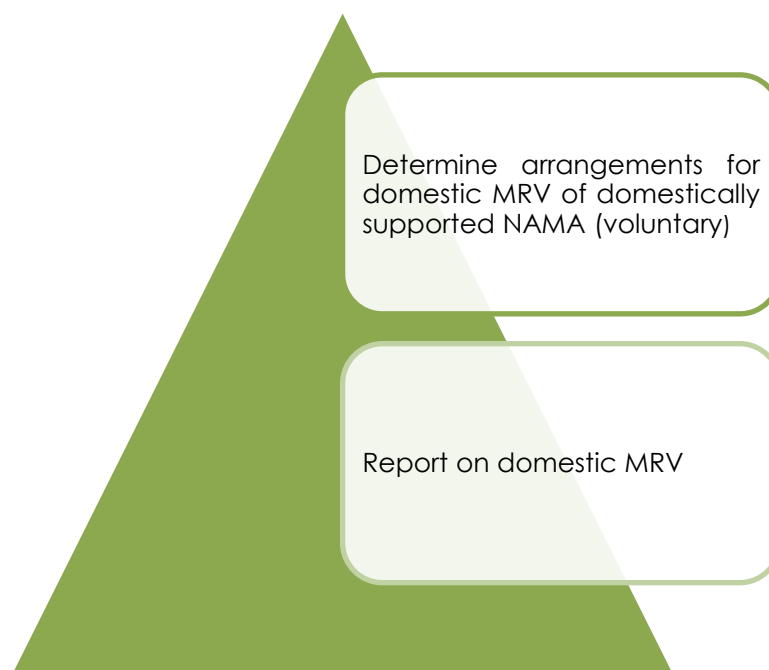 Determine arrangements for
domestic MRV of domestically
supported NAMA (voluntary)
Report on domestic MRV